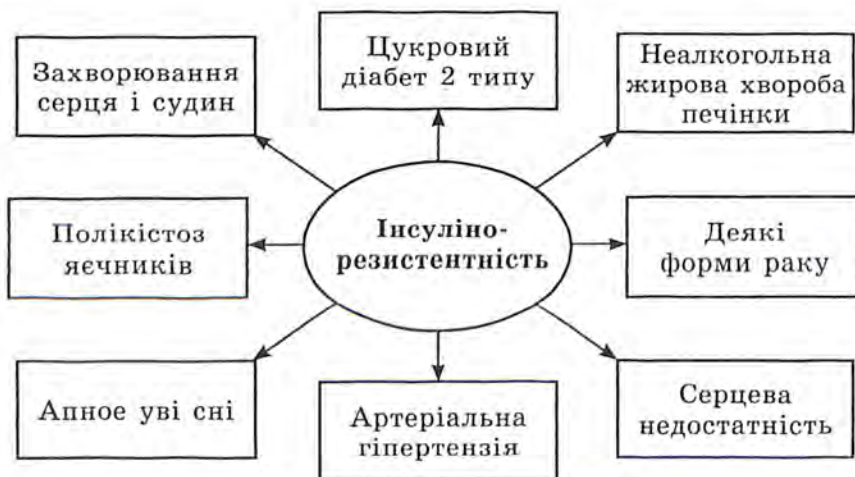 Захворювання
серця і судин
Цукровий
діабет 2 типу
Неалкогольна
жирова хвороба
печінки
Полікістоз
яєчників
Інсуліно-
резистентність
Деякі
форми раку
Апное уві сні
Артеріальна
гіпертензія
Серцева
недостатність